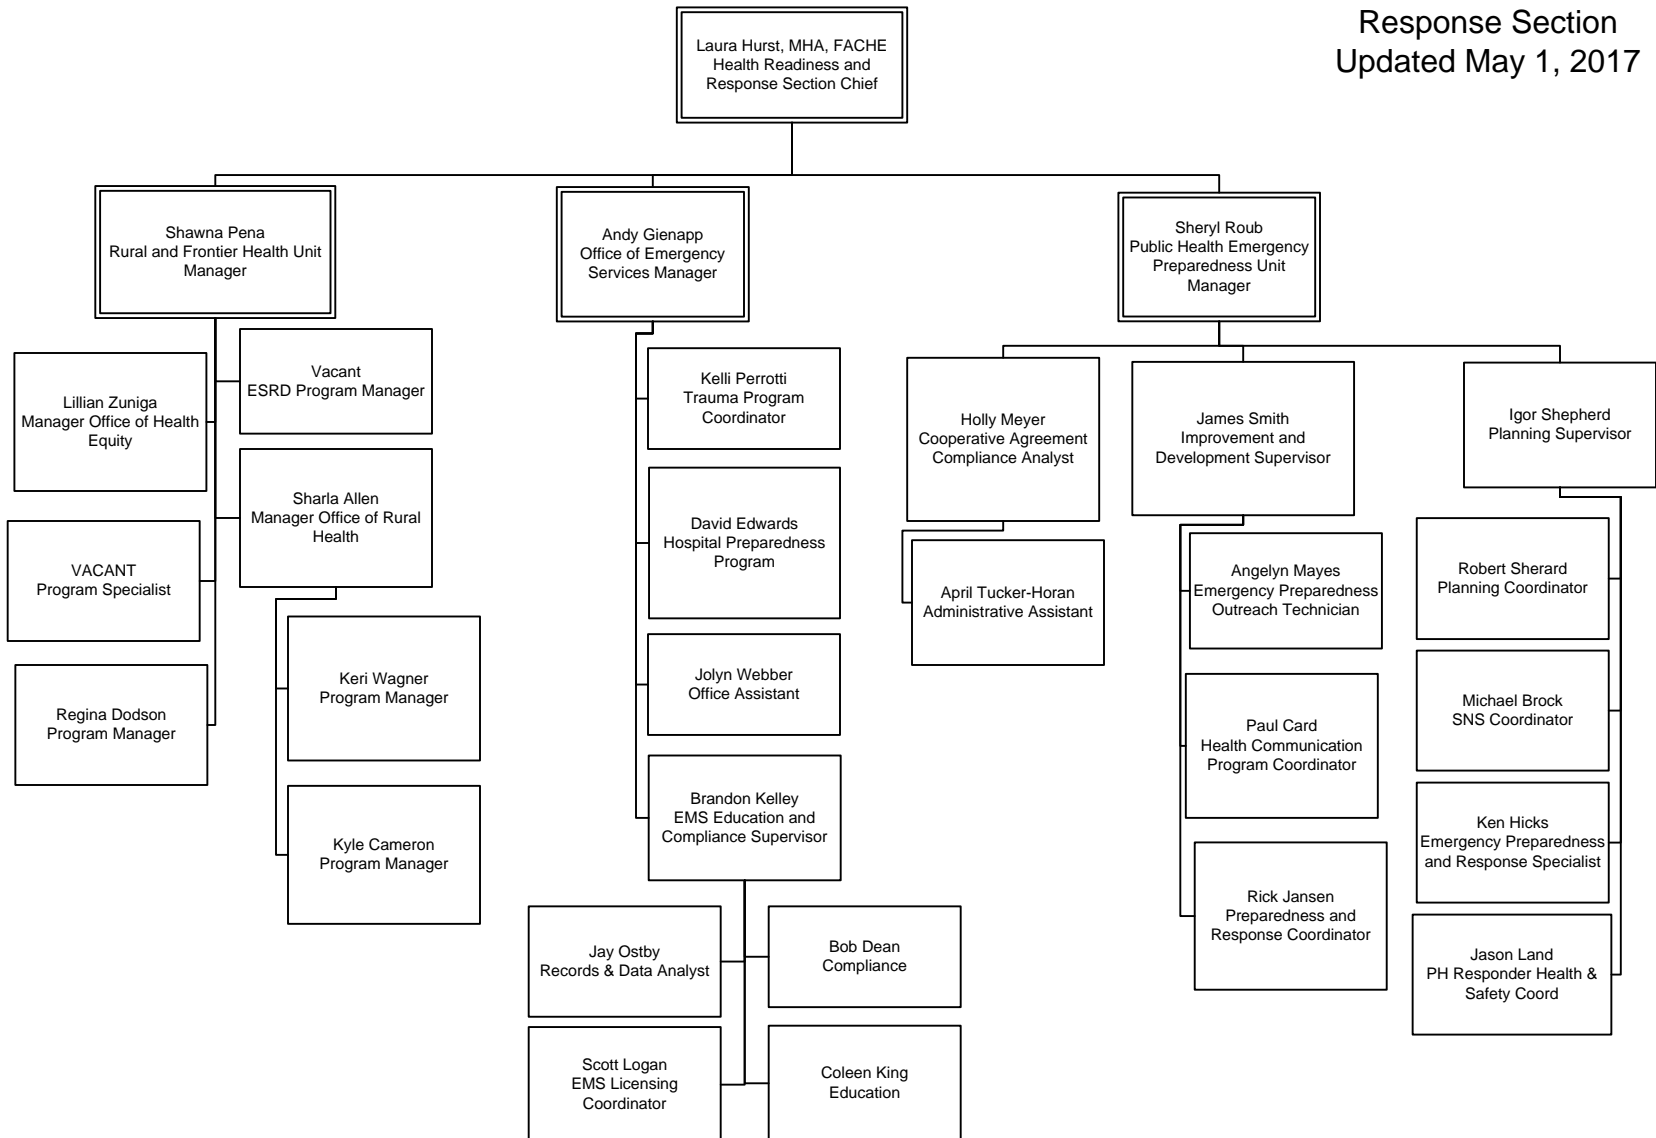 Response Section
Updated May 1, 2017
Laura Hurst, MHA, FACHE
Health Readiness and
Response Section Chief
Shawna Pena
Rural and Frontier Health Unit
Manager
Andy Gienapp
Office of Emergency
Services Manager
Sheryl Roub
Public Health Emergency
Preparedness Unit
Manager
Lillian Zuniga
Manager Office of Health
Equity
Vacant
ESRD Program Manager
Sharla Allen
Manager Office of Rural
Health
VACANT
Program Specialist
Regina Dodson
Program Manager
Keri Wagner
Program Manager
Kyle Cameron
Program Manager
Kelli Perrotti
Trauma Program
Coordinator
David Edwards
Hospital Preparedness
Program
Jolyn Webber
Office Assistant
Brandon Kelley
EMS Education and
Compliance Supervisor
Jay Ostby
Records & Data Analyst
Bob Dean
Compliance
Scott Logan
EMS Licensing
Coordinator
Coleen King
Education
Holly Meyer
Cooperative Agreement
Compliance Analyst
April Tucker-Horan
Administrative Assistant
James Smith
Improvement and
Development Supervisor
Angelyn Mayes
Emergency Preparedness
Outreach Technician
Paul Card
Health Communication
Program Coordinator
Rick Jansen
Preparedness and
Response Coordinator
Igor Shepherd
Planning Supervisor
Robert Sherard
Planning Coordinator
Michael Brock
SNS Coordinator
Ken Hicks
Emergency Preparedness
and Response Specialist
Jason Land
PH Responder Health &
Safety Coord